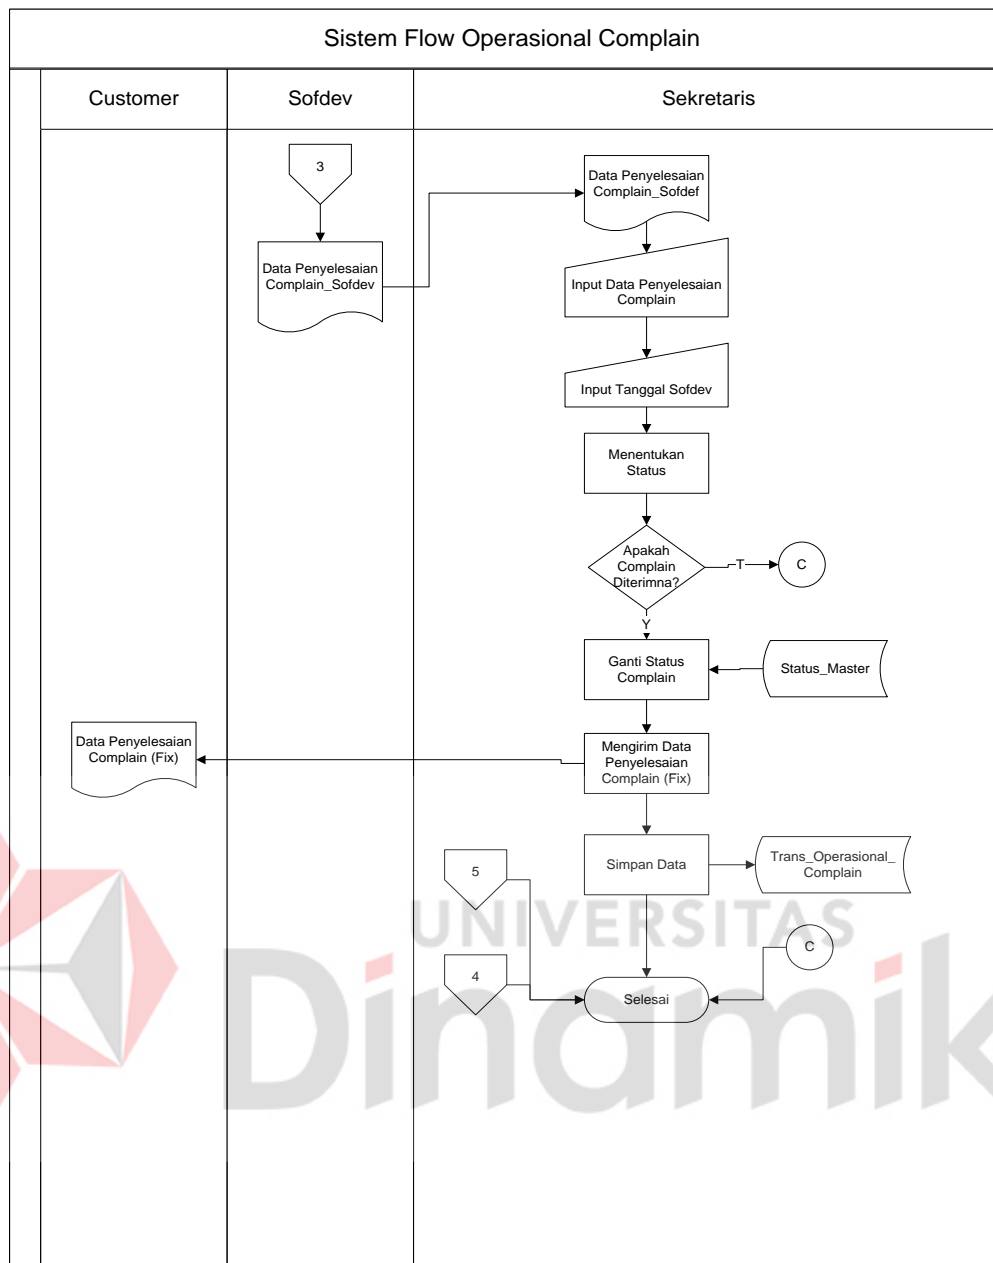 Sistem Flow Operasional Complain
Customer
Sofdev
Sekretaris
3
Data Penyelesaian
Complain_Sofdev
Data Penyelesaian
Complain_Sofdef
Input Data Penyelesaian
Complain
Input Tanggal Sofdev
Menentukan
Status
Apakah
Complain
Diterimna?
T
C
Y
Ganti Status
Complain
Status_Master
Data Penyelesaian
Complain (Fix)
Mengirim Data
Penyelesaian
Complain (Fix)
Simpan Data
Trans_Operasional_
Complain
5
4
Selesai
C
UNIVERSITAS
Dinamik